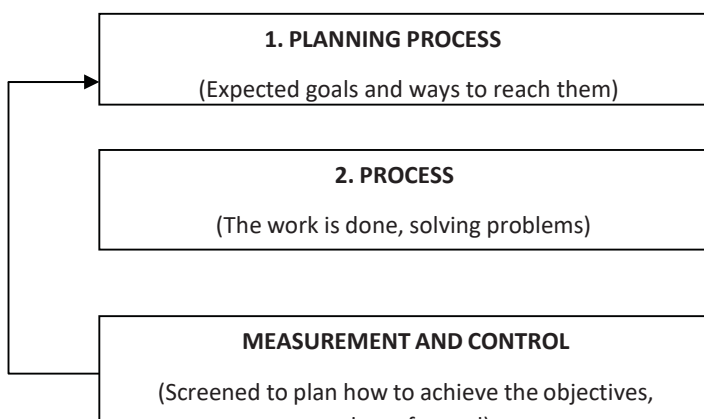 1. PLANNING PROCESS
(Expected goals and ways to reach them)
2. PROCESS
(The work is done, solving problems)
MEASUREMENT AND CONTROL
(Screened to plan how to achieve the objectives,